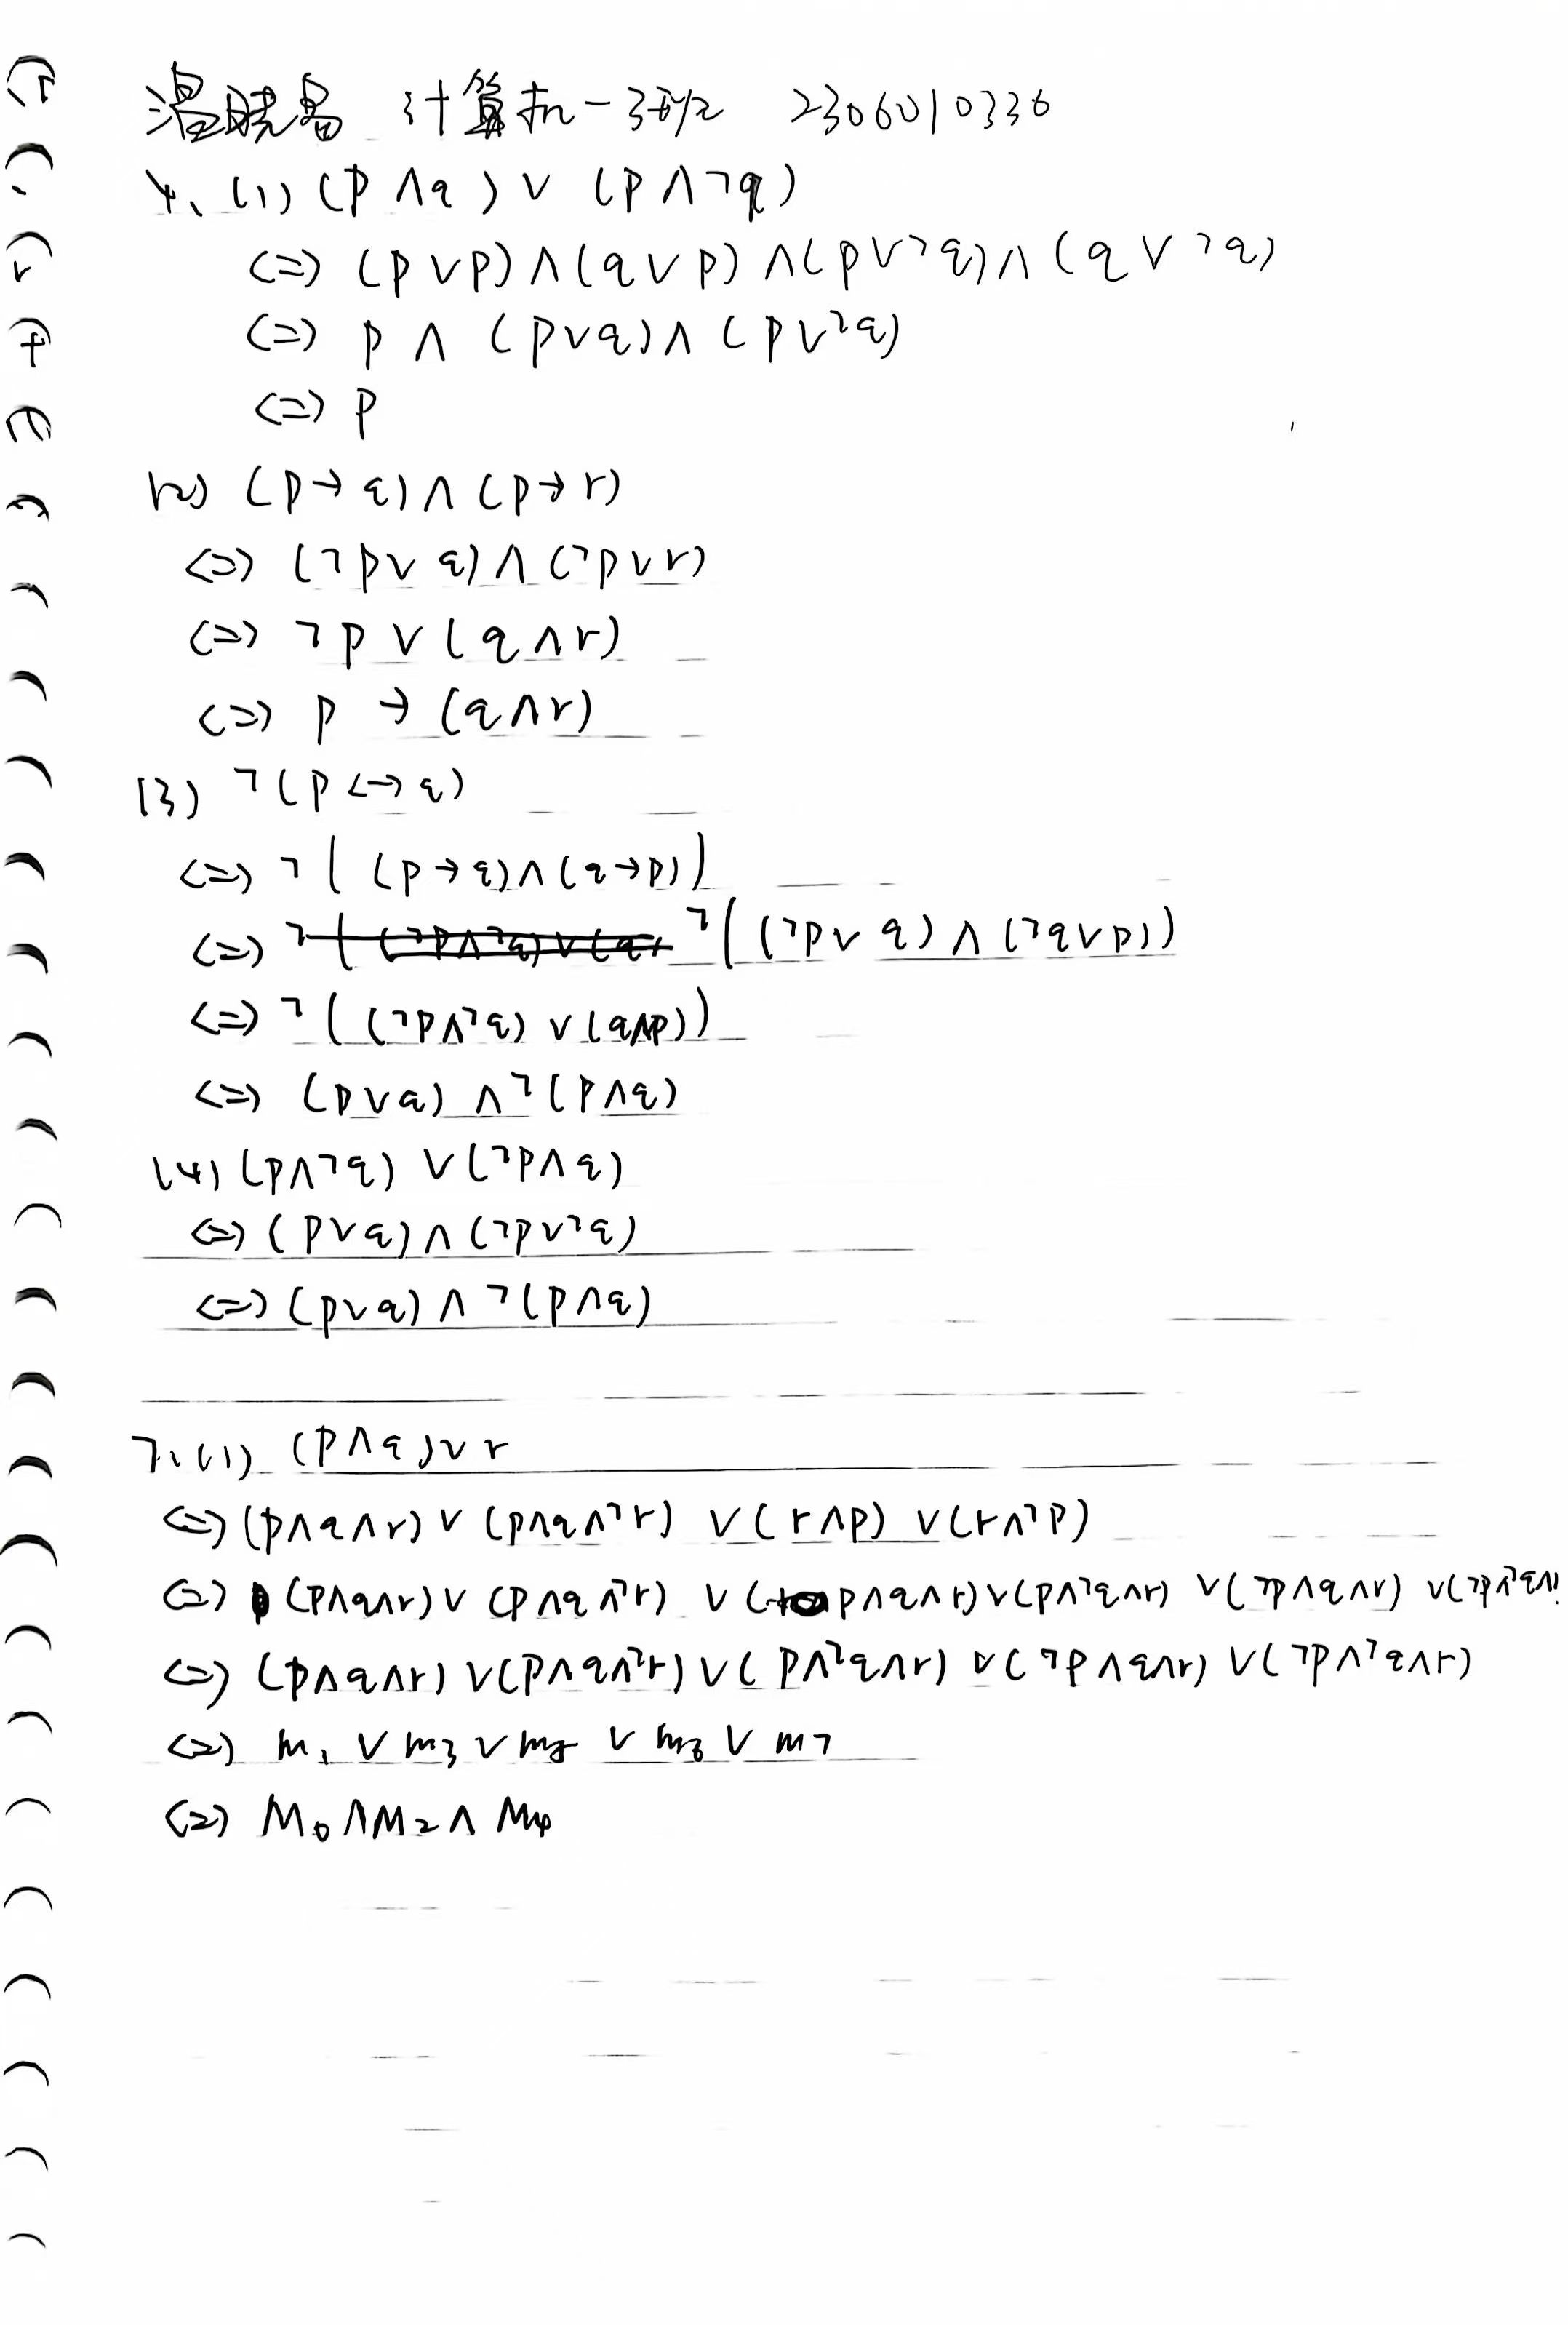 温晓易 计算机一3班 2306010336
4、(1) (p∧q)∨(p∧¬q)
<=> (p∨p)∧(q∨p)∧(p∨¬q)∧(q∨¬q)
<=> p∧(p∨q)∧(p∨¬q)
<=> p
(2) (p→q)∧(p→r)
<=> (¬p∨q)∧(¬p∨r)
<=> ¬p∨(q∧r)
<=> p→(q∧r)
(3) ¬(p<->q)
<=> ¬((p→q)∧(q→p))
<=> ¬((¬p∨q)∧(¬q∨p))
<=> ¬((¬p∧¬q)∨(q∧p))
<=> (p∨q)∧¬(p∧q)
(4) (p∧¬q)∨(¬p∧q)
<=> (p∨q)∧(¬p∨¬q)
<=> (p∨q)∧¬(p∧q)
7、(1) (p∧q)∨r
<=> (p∧q∧r)∨(p∧q∧¬r)∨(r∧p)∨(r∧¬p)
<=> (p∧q∧r)∨(p∧q∧¬r)∨(p∧q∧r)∨(p∧¬q∧r)∨(¬p∧q∧r)∨(¬p∧¬q∧
<=> (p∧q∧r)∨(p∧q∧¬r)∨(p∧¬q∧r)∨(¬p∧q∧r)∨(¬p∧¬q∧r)
<=> m1∨m3∨m5∨m6∨m7
<=> M0∧M2∧M4